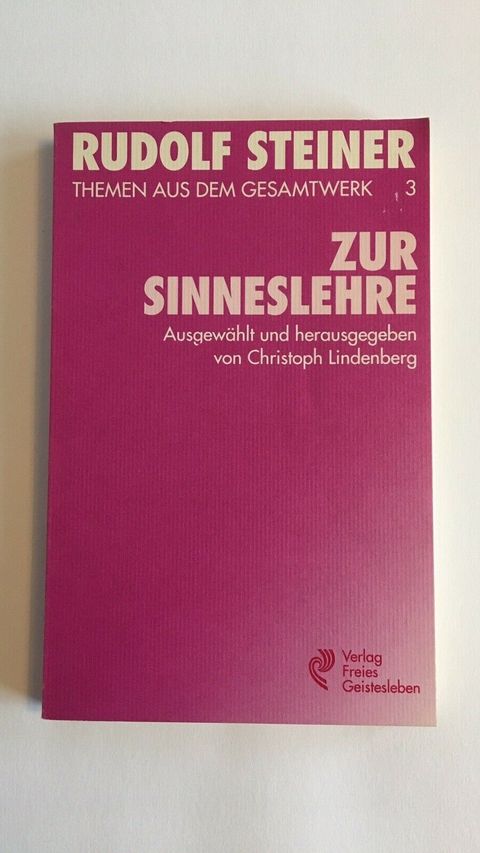 RUDOLF STEINER
THEMEN AUS DEM GESAMTWERK 3
ZUR
SINNESLEHRE
Ausgewählt und herausgegeben
von Christoph Lindenberg
Verlag
Freies
Geistesleben